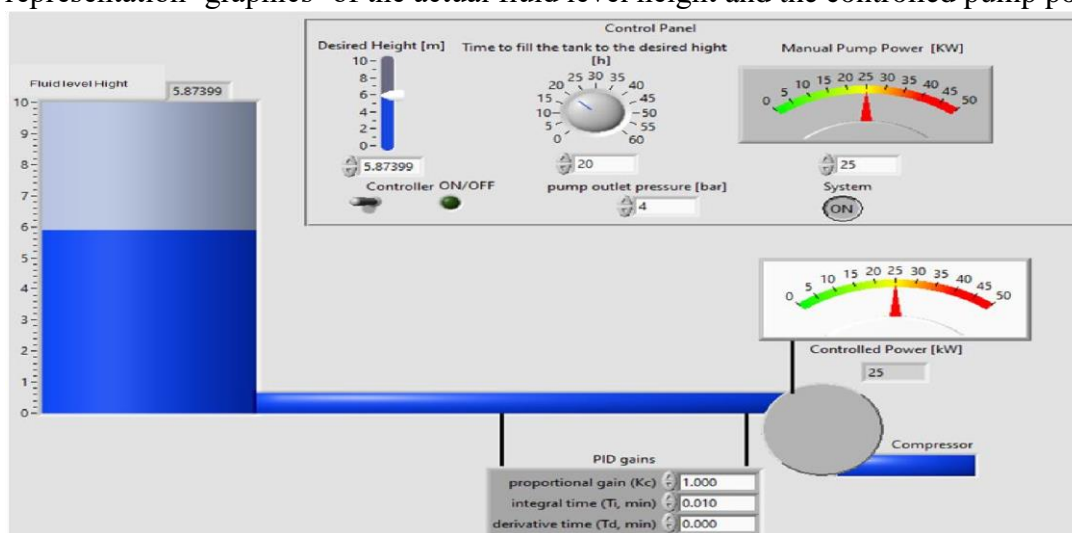 representation "graphics" of the actual fluid level height and the controlled pump po
Control Panel
Desired Height [m]
10
8
6
4
2
0
5.87399
Time to fill the tank to the desired hight
[h]
0 5 10 15 20 25 30 35 40 45 50 55 60
20
Manual Pump Power [KW]
0 5 10 15 20 25 30 35 40 45 50
25
Controller ON/OFF
pump outlet pressure [bar]
4
System
ON
Fluid level Hight
5.87399
10
9
8
7
6
5
4
3
2
1
0
0 5 10 15 20 25 30 35 40 45 50
Controlled Power [kW]
25
Compressor
PID gains
proportional gain (Kc) 1.000
integral time (Ti, min) 0.010
derivative time (Td, min) 0.000